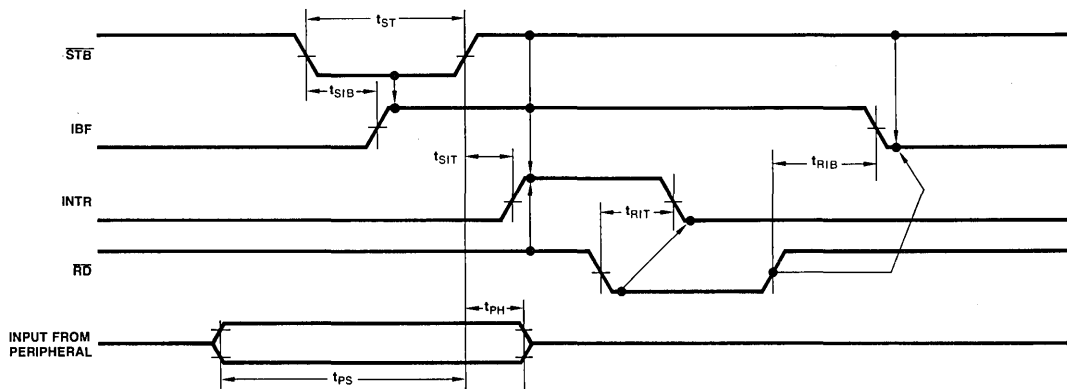 tST
STB
tSIB
IBF
tSIT
tRIB
INTR
tRIT
RD
tPH
INPUT FROM
PERIPHERAL
tPS